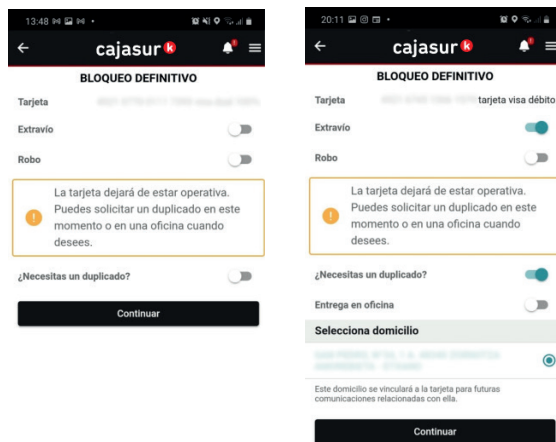 13:48
cajasur
BLOQUEO DEFINITIVO
Tarjeta
Extravío
Robo
La tarjeta dejará de estar operativa.
Puedes solicitar un duplicado en este
momento o en una oficina cuando
desees.
¿Necesitas un duplicado?
Continuar
20:11
cajasur
BLOQUEO DEFINITIVO
Tarjeta tarjeta visa débito
Extravío
Robo
La tarjeta dejará de estar operativa.
Puedes solicitar un duplicado en este
momento o en una oficina cuando
desees.
¿Necesitas un duplicado?
Entrega en oficina
Selecciona domicilio
Este domicilio se vinculará a la tarjeta para futuras
comunicaciones relacionadas con ella.
Continuar